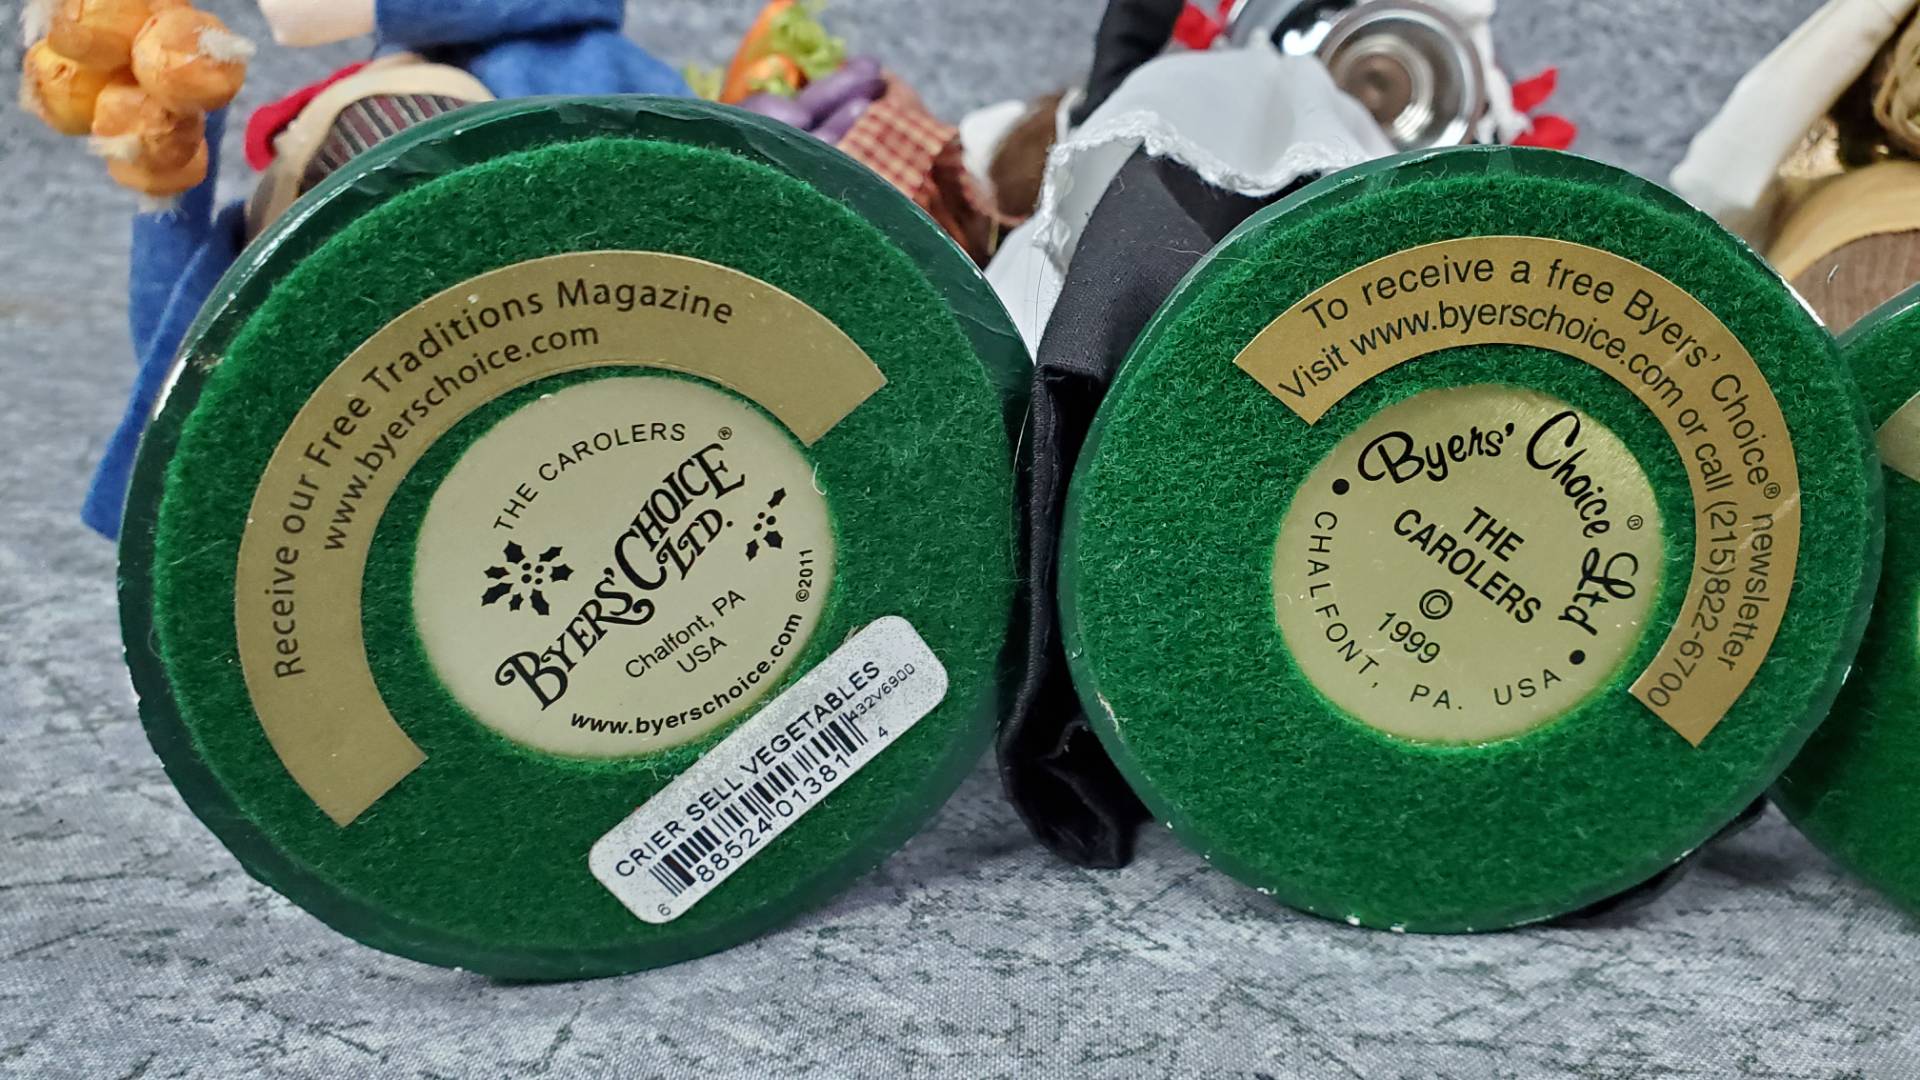 Receive our Free Traditions Magazine
www.byerschoice.com
THE CAROLERS
BYERS' CHOICE®
LTD.
Chalfont, PA
USA
www.byerschoice.com ©2011
CRIER SELL VEGETABLES
432V6900
6 88524 01381 4
To receive a free Byers' Choice® newsletter
Visit www.byerschoice.com or call (215)822-6700
Byers' Choice® Ltd
THE
CAROLERS
©
1999
CHALFONT, PA. USA